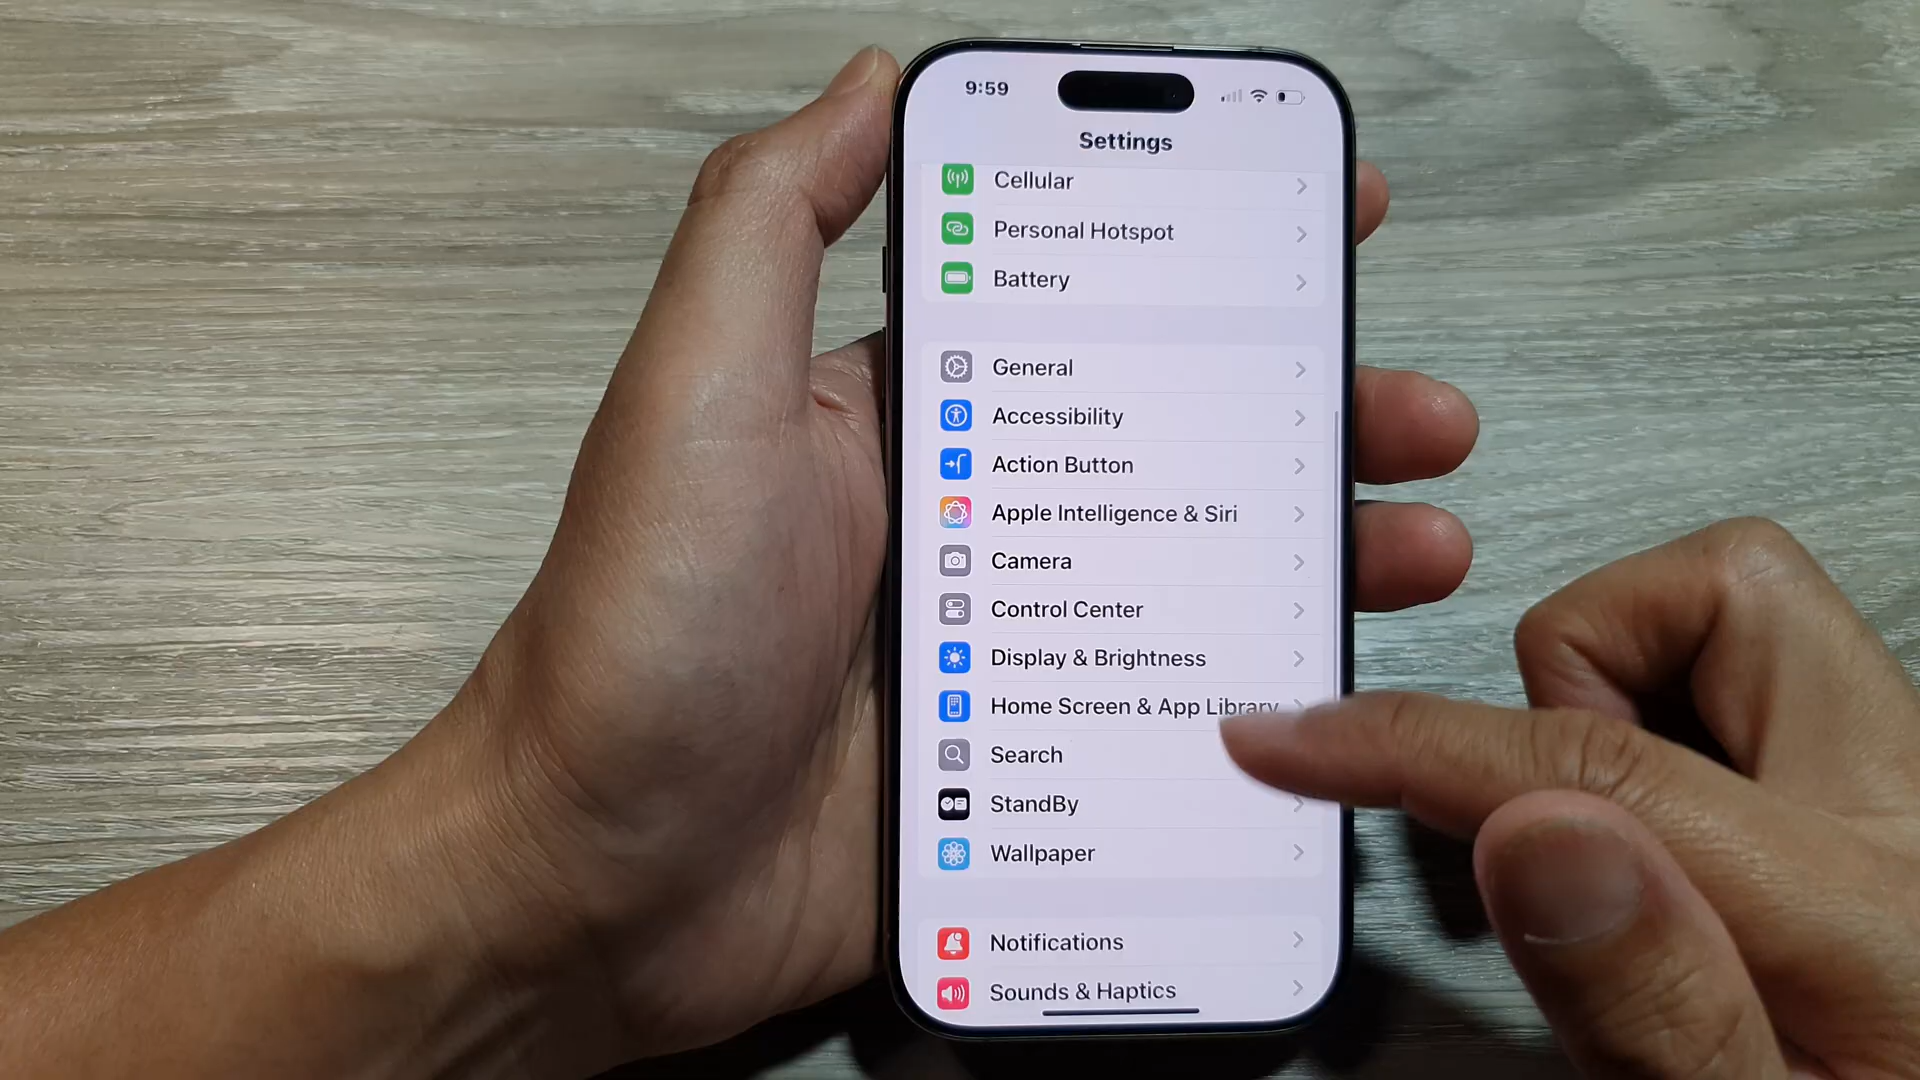 9:59
Settings
Cellular
Personal Hotspot
Battery
General
Accessibility
Action Button
Apple Intelligence & Siri
Camera
Control Center
Display & Brightness
Home Screen & App Library
Search
StandBy
Wallpaper
Notifications
Sounds & Haptics